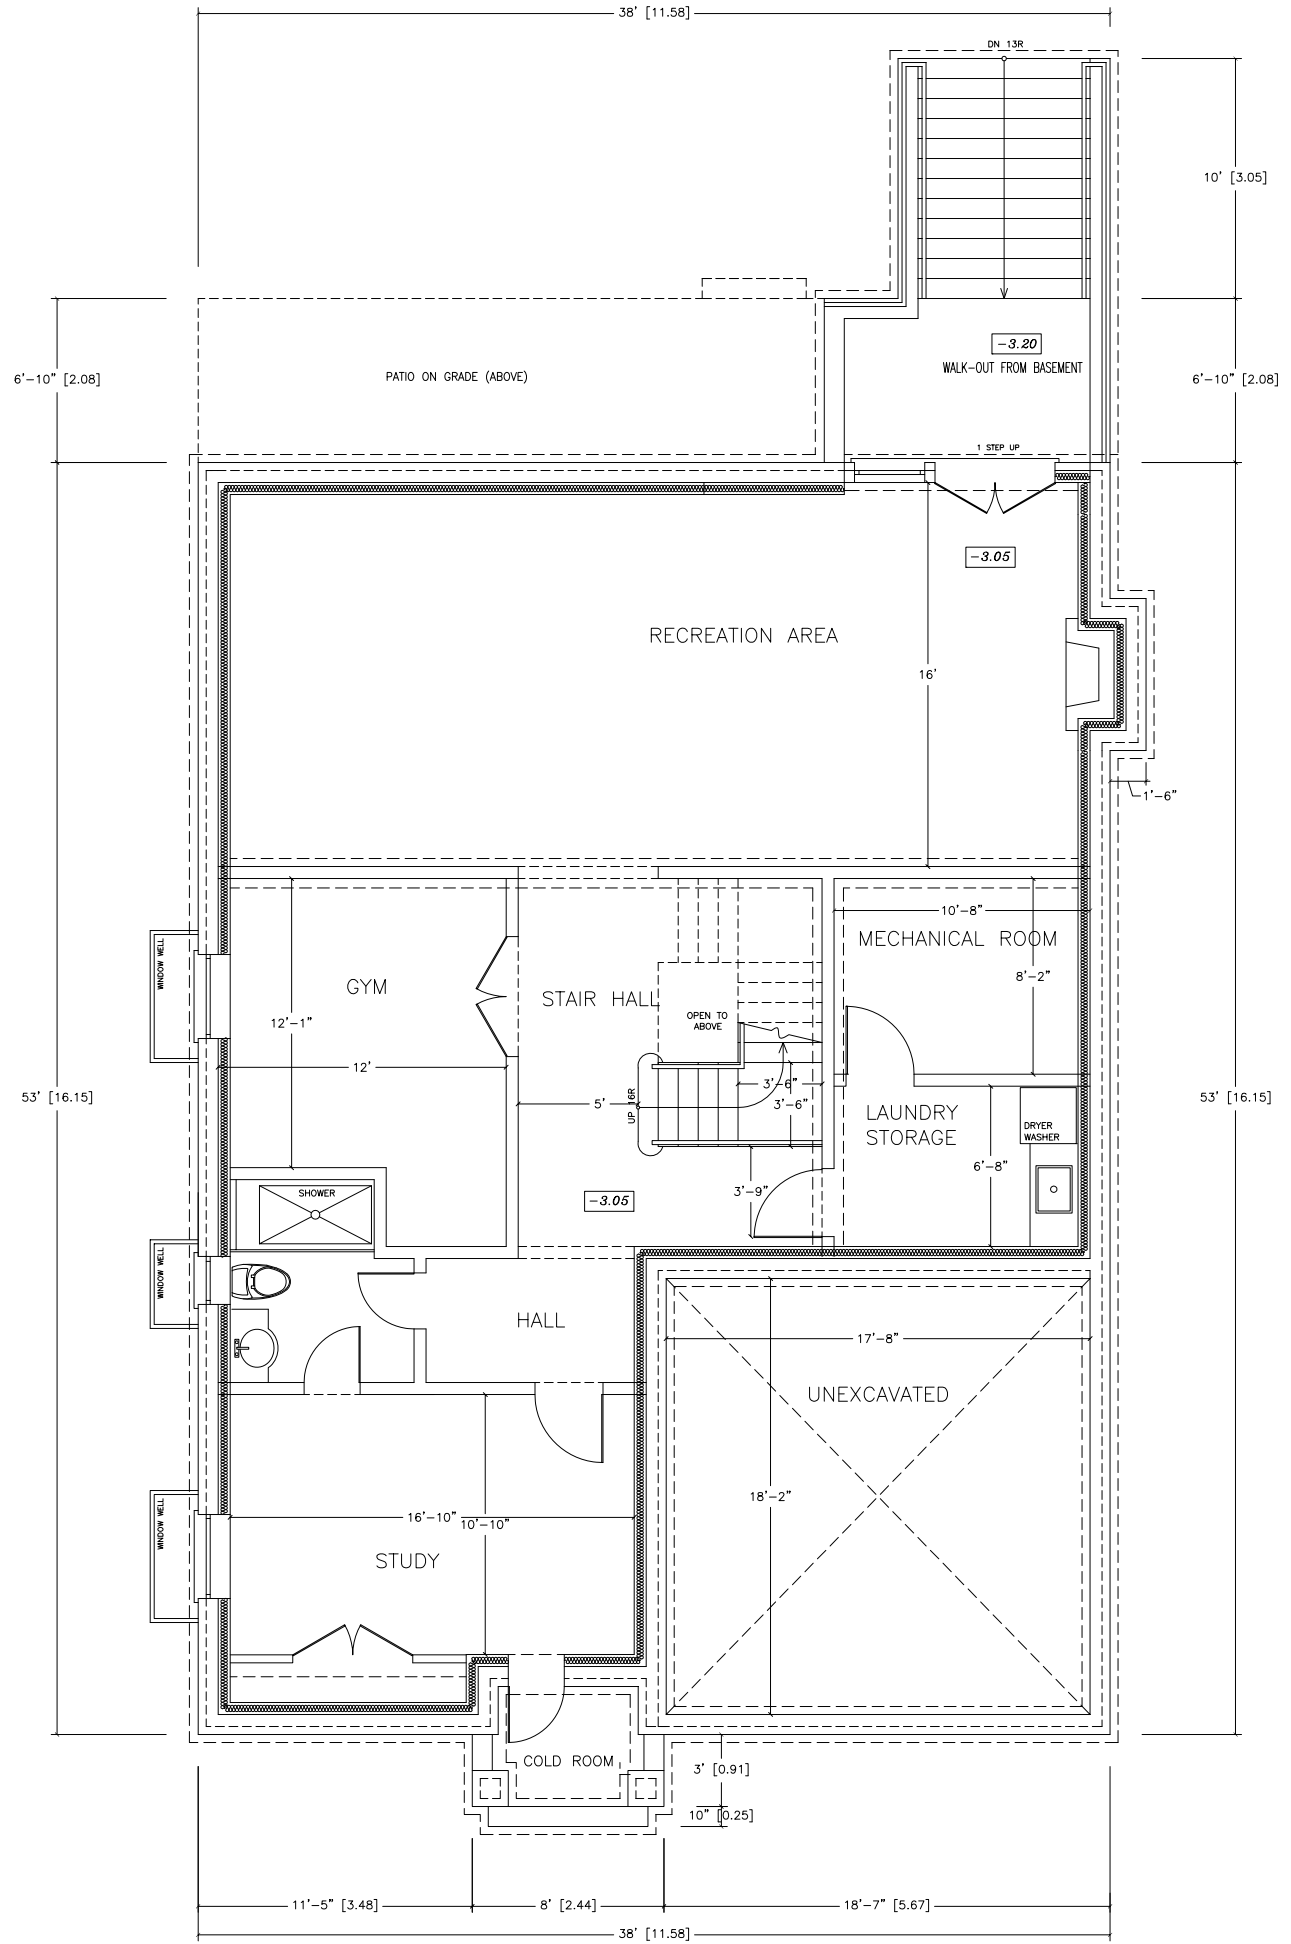 38' [11.58]
DN 13R
10' [3.05]
-3.20
WALK-OUT FROM BASEMENT
6'-10" [2.08]
PATIO ON GRADE (ABOVE)
6'-10" [2.08]
1 STEP UP
-3.05
RECREATION AREA
16'
1'-6"
10'-8"
MECHANICAL ROOM
8'-2"
WINDOW WELL
GYM
STAIR HALL
OPEN TO
ABOVE
12'-1"
12'
3'-6"
3'-6"
5'
UP 16R
53' [16.15]
53' [16.15]
LAUNDRY
STORAGE
DRYER
WASHER
6'-8"
3'-9"
SHOWER
-3.05
WINDOW WELL
HALL
17'-8"
UNEXCAVATED
18'-2"
16'-10"
10'-10"
WINDOW WELL
STUDY
COLD ROOM
3' [0.91]
10" [0.25]
11'-5" [3.48]
8' [2.44]
18'-7" [5.67]
38' [11.58]